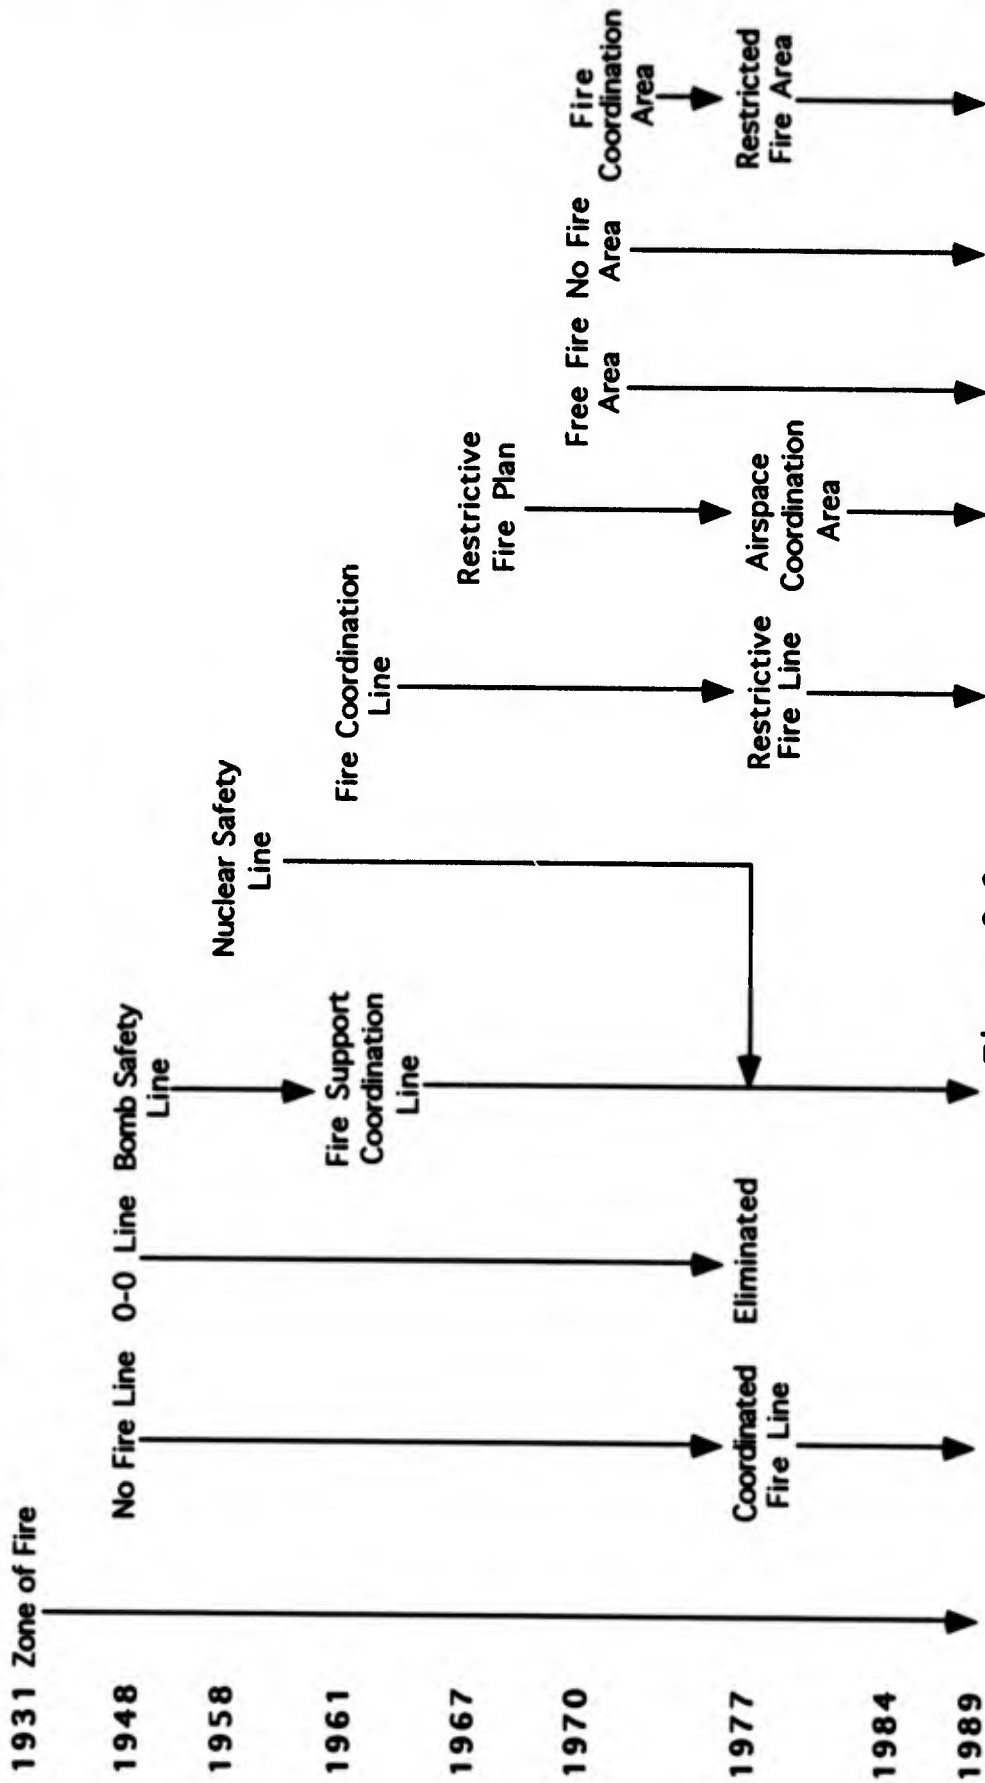 1931 Zone of Fire
1948 No Fire Line 0-0 Line Bomb Safety
Line
1958 Nuclear Safety
Line
1961 Fire Support
Coordination
Line
Fire Coordination
Line
1967 Restrictive
Fire Plan
1970 Free Fire
Area
No Fire
Area
Fire
Coordination
Area
1977 Coordinated
Fire Line
Eliminated
Restrictive
Fire Line
Airspace
Coordination
Area
Restricted
Fire Area
1984
1989